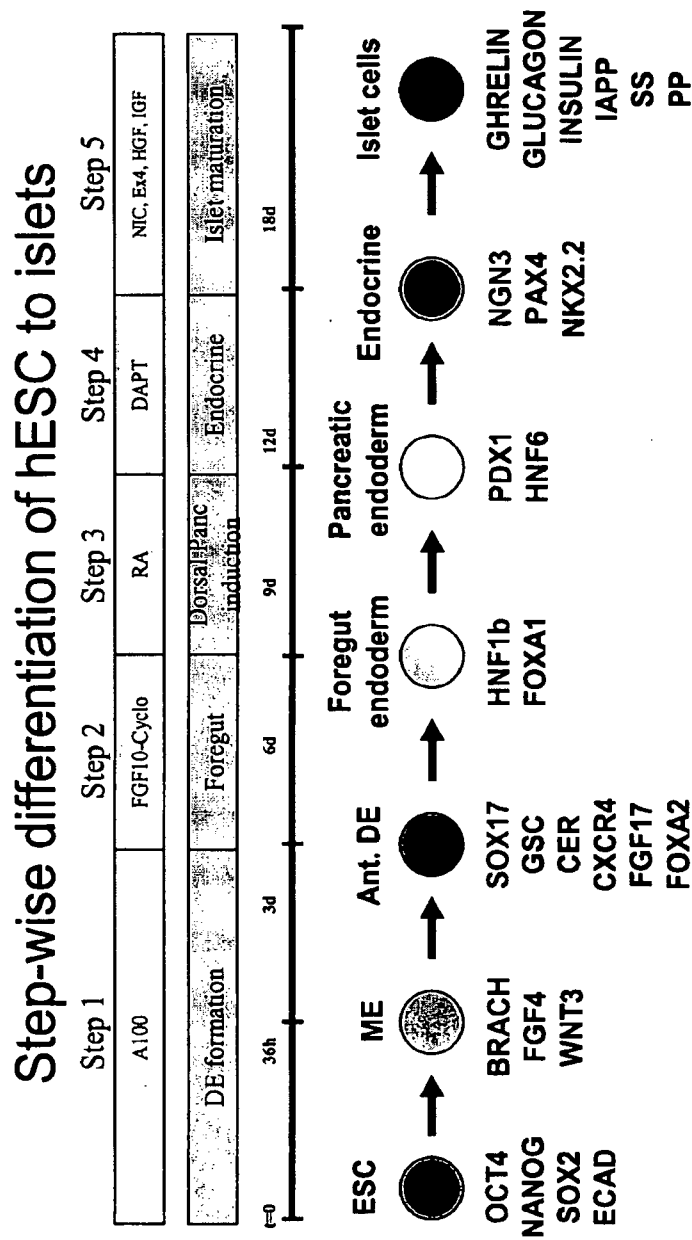 Step-wise differentiation of hESC to islets
Step 1
Step 2
Step 3
Step 4
Step 5
A100
FGF10-Cyclo
RA
DAPT
NIC, Ex4, HGF, IGF
DE formation
Foregut
Dorsal-Panc
induction
Endocrine
Islet maturation
t=0
36h
3d
6d
9d
12d
18d
ESC
ME
Ant. DE
Foregut
endoderm
Pancreatic
endoderm
Endocrine
Islet cells
OCT4
NANOG
SOX2
ECAD
BRACH
FGF4
WNT3
SOX17
GSC
CER
CXCR4
FGF17
FOXA2
HNF1b
FOXA1
PDX1
HNF6
NGN3
PAX4
NKX2.2
GHRELIN
GLUCAGON
INSULIN
IAPP
SS
PP